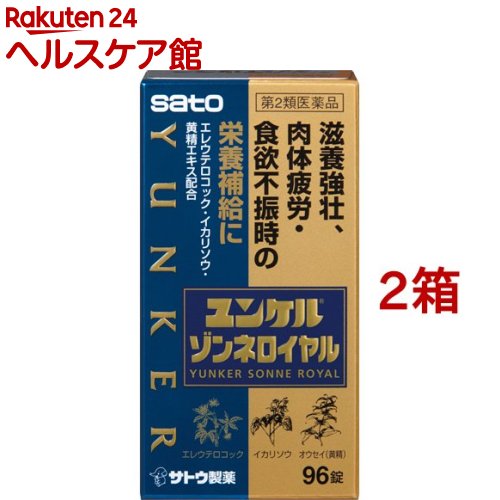 Rakuten 24
ヘルスケア館
sato
第2類医薬品
YUNKER
滋養強壮、
肉体疲労・
食欲不振時の
栄養補給に
エレウテロコック・イカリソウ・
黄精エキス配合
ユンケル
ゾンネロイヤル
YUNKER SONNE ROYAL
エレウテロコック
イカリソウ
オウセイ(黄精)
サトウ製薬
96錠
2箱